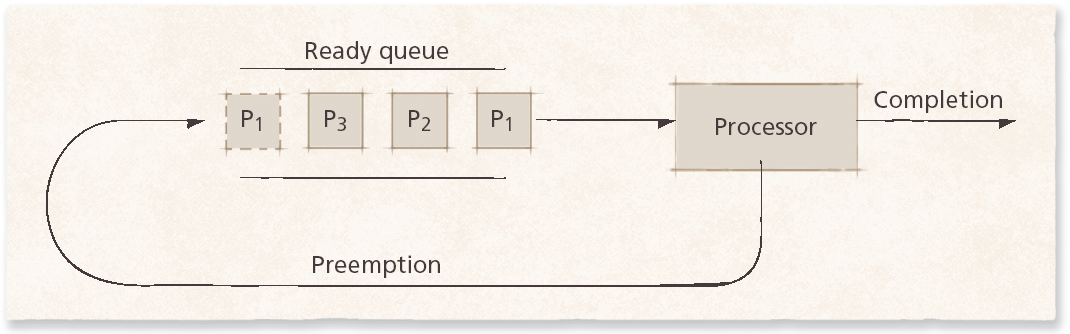 Ready queue
P1 P3 P2 P1
Processor
Completion
Preemption